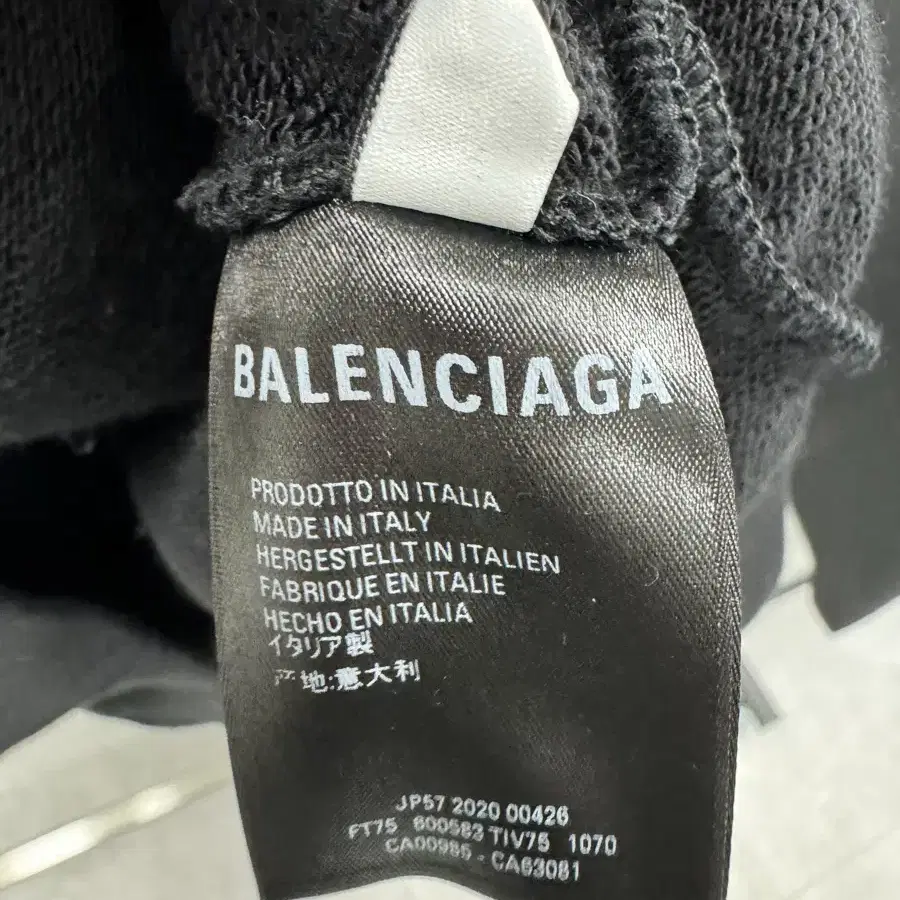 BALENCIAGA
PRODOTTO IN ITALIA
MADE IN ITALY
HERGESTELLT IN ITALIEN
FABRIQUE EN ITALIE
HECHO EN ITALIA
イタリア製
产地:意大利
JP57 2020 00426
FT75 600583 TIV75 1070
CA00985 - CA63081